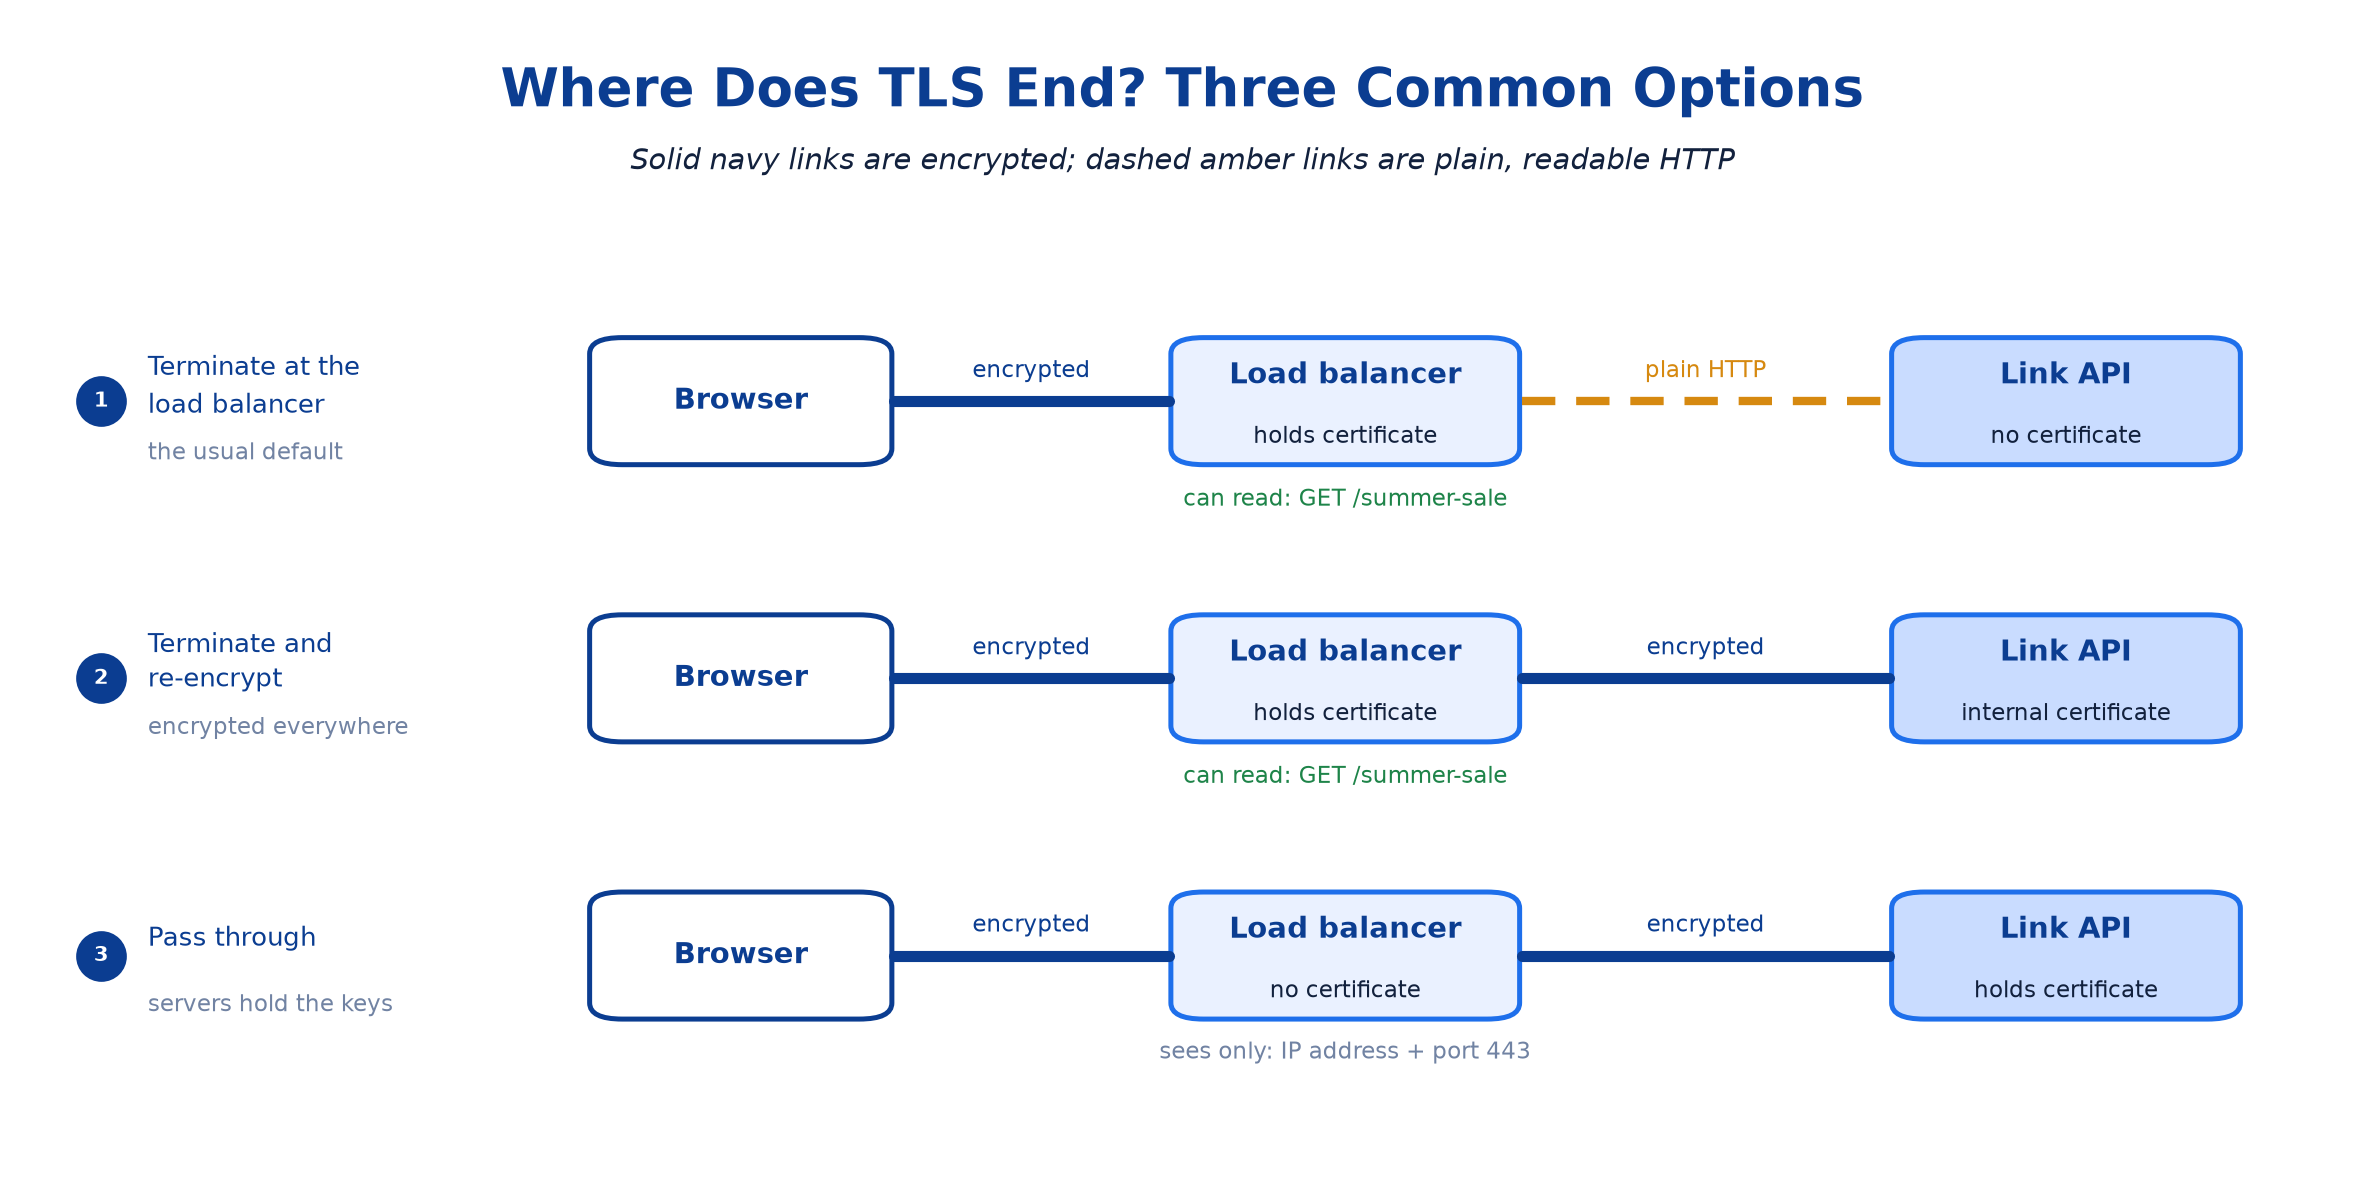 Where Does TLS End? Three Common Options
Solid navy links are encrypted; dashed amber links are plain, readable HTTP
1
Terminate at the
load balancer
the usual default
Browser
encrypted
Load balancer
holds certificate
can read: GET /summer-sale
plain HTTP
Link API
no certificate
2
Terminate and
re-encrypt
encrypted everywhere
Browser
encrypted
Load balancer
holds certificate
can read: GET /summer-sale
encrypted
Link API
internal certificate
3
Pass through
servers hold the keys
Browser
encrypted
Load balancer
no certificate
sees only: IP address + port 443
encrypted
Link API
holds certificate